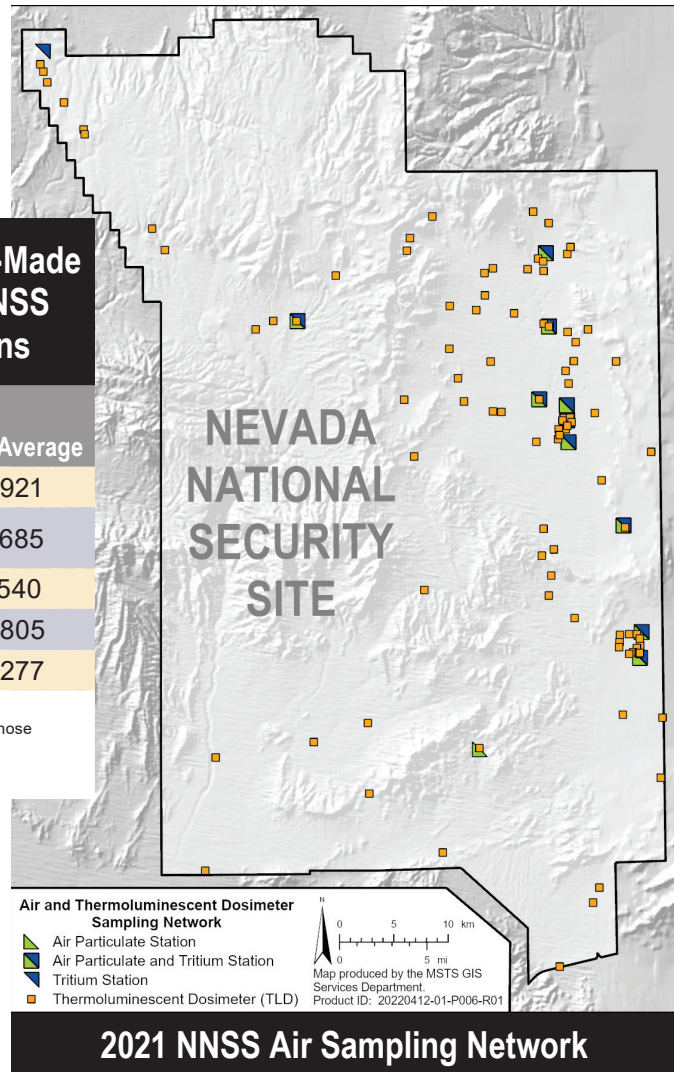 -Made
NSS
ns
Average
921
685
540
805
277
hose
NEVADA
NATIONAL
SECURITY
SITE
Air and Thermoluminescent Dosimeter
Sampling Network
Air Particulate Station
Air Particulate and Tritium Station
Tritium Station
Thermoluminescent Dosimeter (TLD)
N
0 5 10 km
0 5 mi
Map produced by the MSTS GIS
Services Department.
Product ID: 20220412-01-P006-R01
2021 NNSS Air Sampling Network